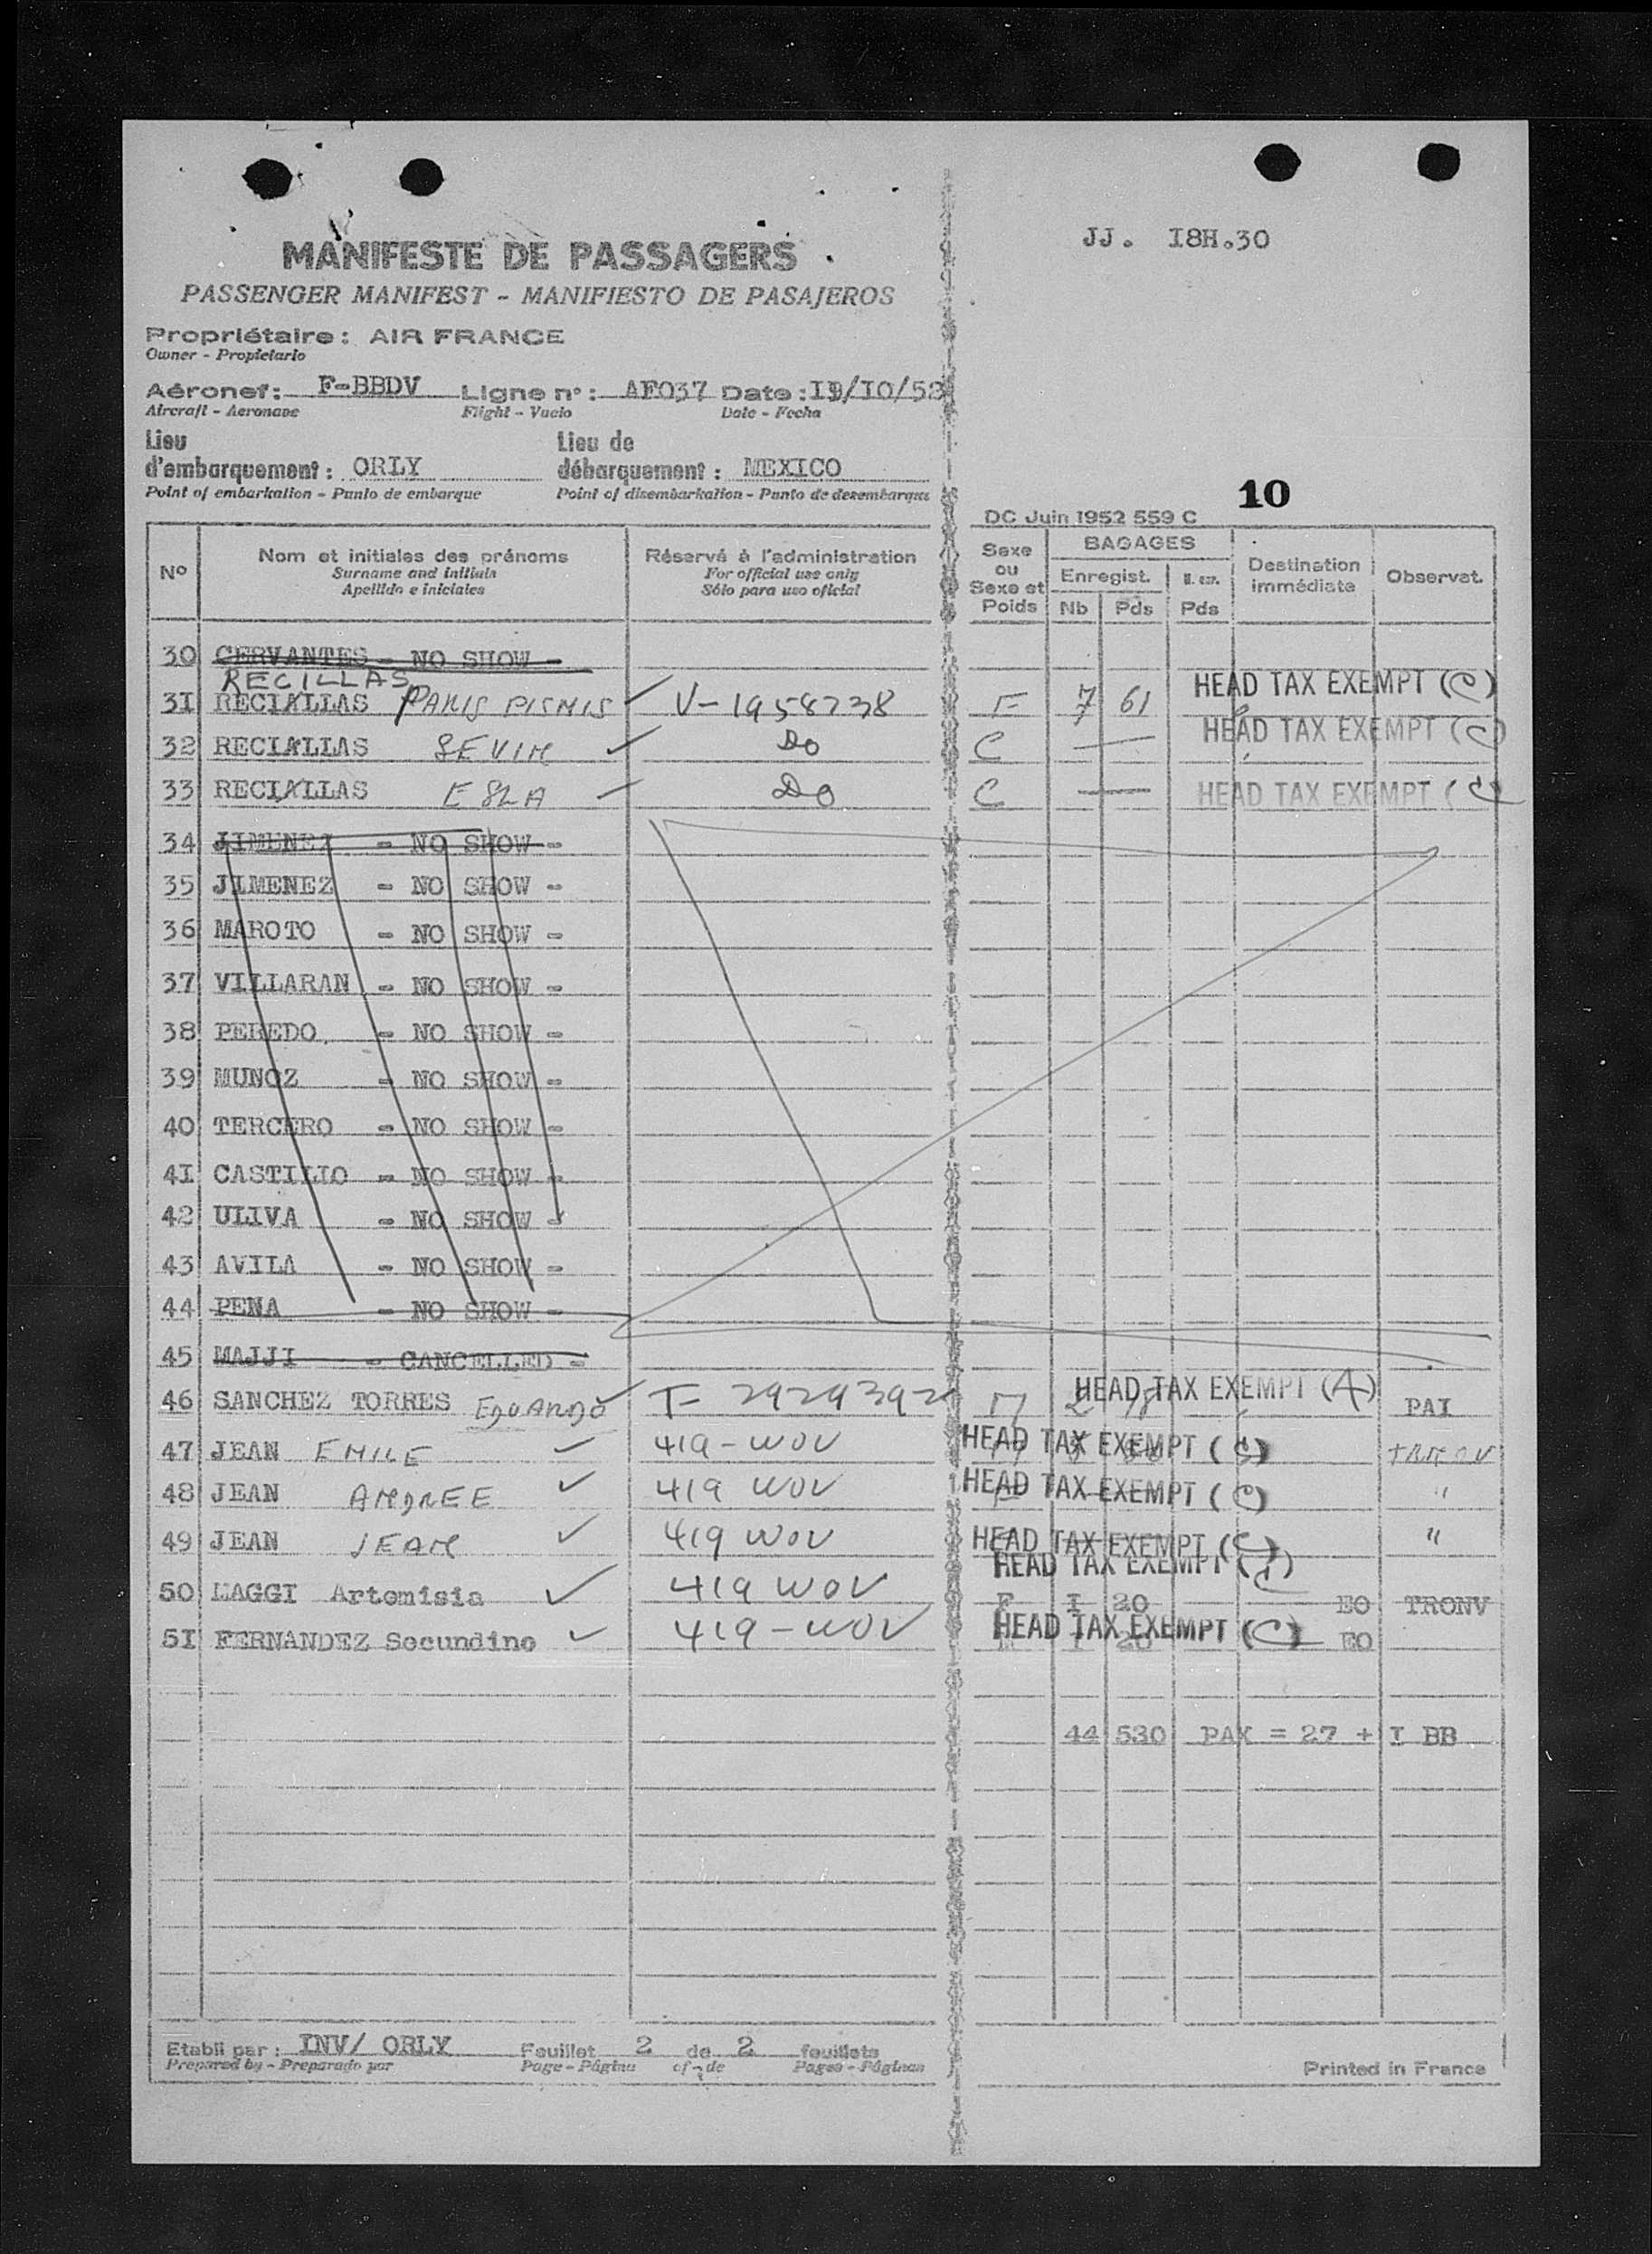 JJ. I8H.30
MANIFESTE DE PASSAGERS
PASSENGER MANIFEST - MANIFIESTO DE PASAJEROS
Propriétaire : AIR FRANCE
Owner - Propietario
Aéronef : F-BBDV Ligne n° : AF037 Date : /IO/52
Aircraft - Aeronave Flight - Vuelo Date - Fecha
Lieu d'embarquement : ORLY Lieu de débarquement : MEXICO
Point of embarkation - Punto de embarque Point of disembarkation - Punto de desembarque
10
DC Juin 1952 559 C
N° Nom et initiales des prénoms Réservé à l'administration Sexe ou Sexe et Poids BAGAGES Destination immédiate Observat.
Surname and initials For official use only Enregist.
Apellido e iniciales Sólo para uso oficial Nb Pds Pds
30 CERVANTES - NO SHOW -
RECILLAS
31 RECIALLAS PARIS PISMIS V-1958238 F 7 61 HEAD TAX EXEMPT (C)
32 RECIALLAS SEVIM Do C — HEAD TAX EXEMPT (C)
33 RECIALLAS Do C — HEAD TAX EXEMPT (C)
34 JIMENEZ - NO SHOW -
35 JIMENEZ - NO SHOW -
36 MAROTO - NO SHOW -
37 VILLARAN - NO SHOW -
38 PEREDO - NO SHOW -
39 MUNOZ - NO SHOW -
40 TERCERO - NO SHOW -
4I CASTILLO - NO SHOW -
42 ULIVA - NO SHOW -
43 AVILA - NO SHOW -
44 PENA - NO SHOW -
45 MAJJI - CANCELLED -
46 SANCHEZ TORRES EDUARDO T- 2929392 M HEAD TAX EXEMPT (A) PAI
47 JEAN EMILE 419-WOV HEAD TAX EXEMPT (C)
48 JEAN ANDREE 419 WOV HEAD TAX EXEMPT (C) "
49 JEAN JEAN 419 WOV HEAD TAX EXEMPT (C) "
HEAD TAX EXEMPT (C)
50 MAGGI Artemisia 419 WOV F I 20 EO TRONV
5I FERNANDEZ Secundino 419-WOV HEAD TAX EXEMPT (C) I 20 EO
44 530 PAX = 27 + I BB
Etabli par : INV/ ORLY Feuillet 2 de 2 feuillets
Prepared by - Preparado por Page - Página of - de Pages - Páginas
Printed in France